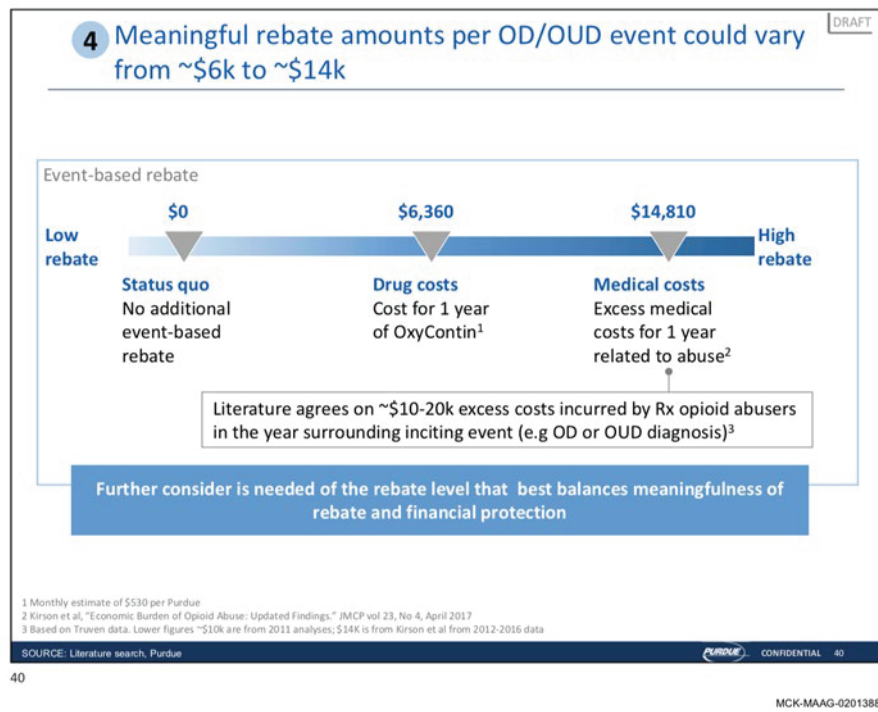 DRAFT
4 Meaningful rebate amounts per OD/OUD event could vary
from ~$6k to ~$14k
Event-based rebate
$0 $6,360 $14,810
Low
rebate
High
rebate
Status quo
No additional
event-based
rebate
Drug costs
Cost for 1 year
of OxyContin1
Medical costs
Excess medical
costs for 1 year
related to abuse2
Literature agrees on ~$10-20k excess costs incurred by Rx opioid abusers
in the year surrounding inciting event (e.g OD or OUD diagnosis)3
Further consider is needed of the rebate level that best balances meaningfulness of
rebate and financial protection
1 Monthly estimate of $530 per Purdue
2 Kirson et al, "Economic Burden of Opioid Abuse: Updated Findings." JMCP vol 23, No 4, April 2017
3 Based on Truven data. Lower figures ~$10k are from 2011 analyses; $14K is from Kirson et al from 2012-2016 data
SOURCE: Literature search, Purdue PURDUE CONFIDENTIAL 40
40
MCK-MAAG-0201388